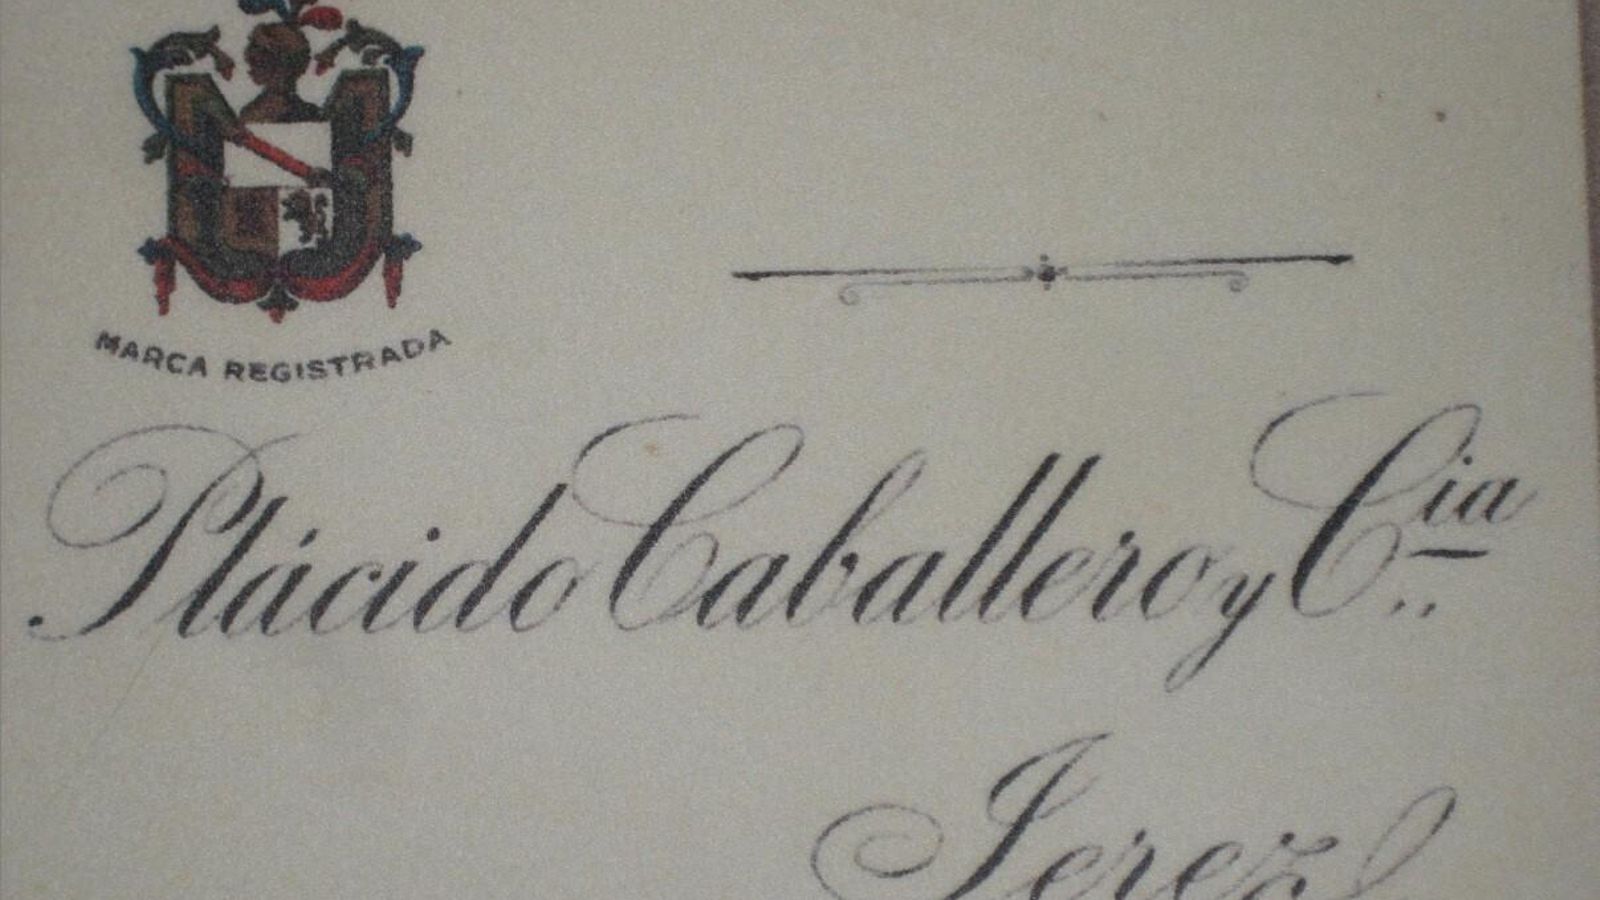 MARCA REGISTRADA
Plácido Caballero y Cia..
Jerez